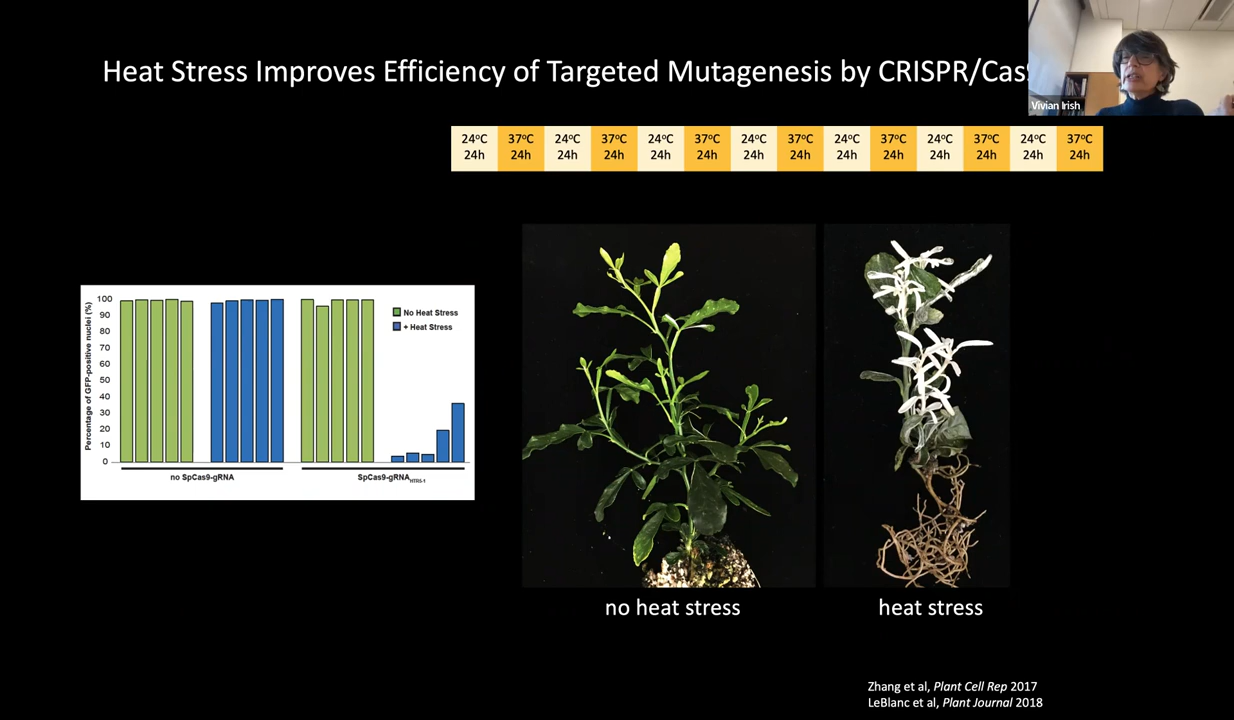 Heat Stress Improves Efficiency of Targeted Mutagenesis by CRISPR/Cas
Vivian Irish
24°C 37°C 24°C 37°C 24°C 37°C 24°C 37°C 24°C 37°C 24°C 37°C 24°C 37°C
24h 24h 24h 24h 24h 24h 24h 24h 24h 24h 24h 24h 24h 24h
Percentage of GFP-positive nuclei (%)
100
90
80
70
60
50
40
30
20
10
0
No Heat Stress
+ Heat Stress
no SpCas9-gRNA
SpCas9-gRNA
no heat stress
heat stress
Zhang et al, Plant Cell Rep 2017
LeBlanc et al, Plant Journal 2018